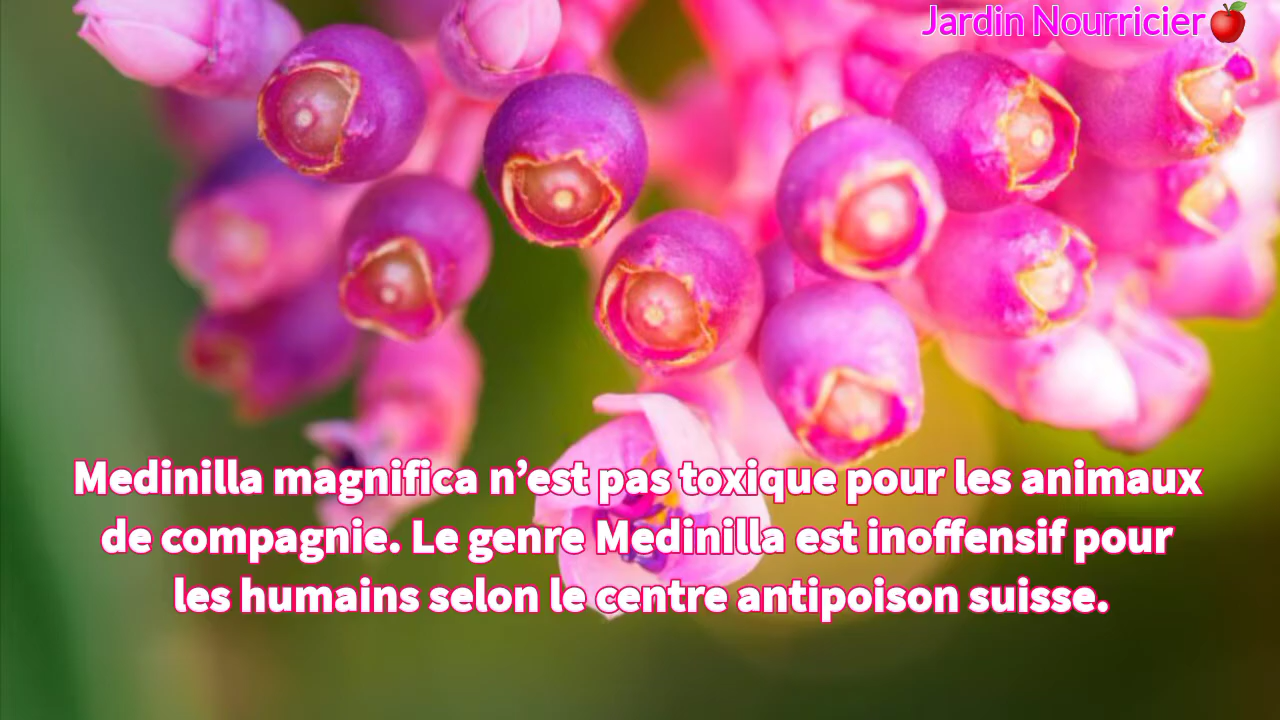 Jardin Nourricier🍎
Medinilla magnifica n’est pas toxique pour les animaux
de compagnie. Le genre Medinilla est inoffensif pour
les humains selon le centre antipoison suisse.